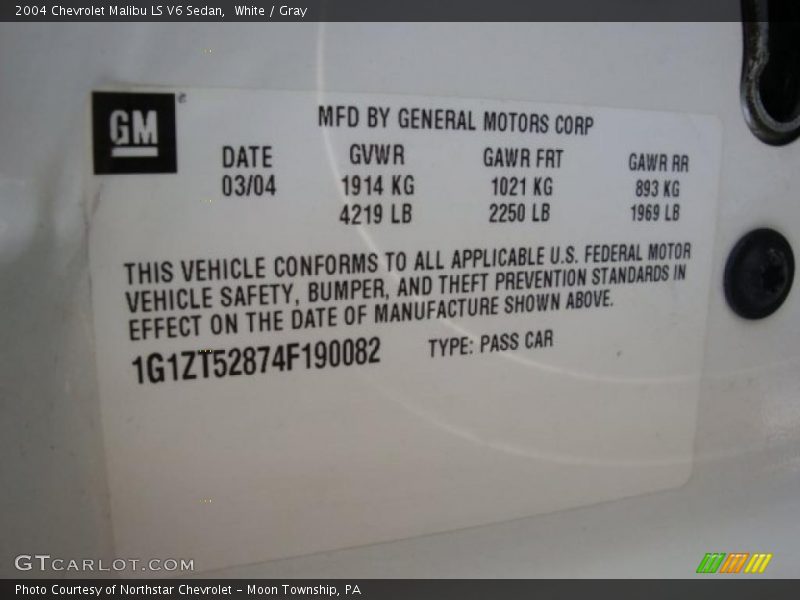 2004 Chevrolet Malibu LS V6 Sedan,  White / Gray
GM
MFD BY GENERAL MOTORS CORP
DATE GVWR GAWR FRT GAWR RR
03/04 1914 KG 1021 KG 893 KG
4219 LB 2250 LB 1969 LB
THIS VEHICLE CONFORMS TO ALL APPLICABLE U.S. FEDERAL MOTOR
VEHICLE SAFETY, BUMPER, AND THEFT PREVENTION STANDARDS IN
EFFECT ON THE DATE OF MANUFACTURE SHOWN ABOVE.
1G1ZT52874F190082 TYPE: PASS CAR
GTCARLOT.COM
Photo Courtesy of Northstar Chevrolet - Moon Township, PA